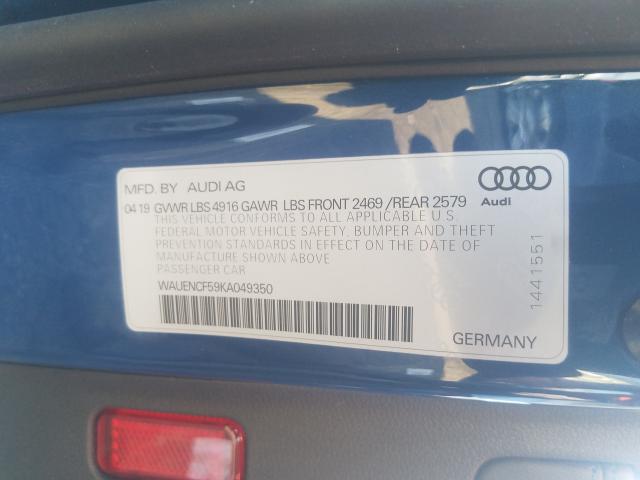 MFD. BY AUDI AG
Audi
04 19 GVWR LBS 4916 GAWR LBS FRONT 2469 /REAR 2579
THIS VEHICLE CONFORMS TO ALL APPLICABLE U.S.
FEDERAL MOTOR VEHICLE SAFETY, BUMPER AND THEFT
PREVENTION STANDARDS IN EFFECT ON THE DATE OF
MANUFACTURE SHOWN ABOVE
PASSENGER CAR
WAUENCF59KA049350
1441551
GERMANY